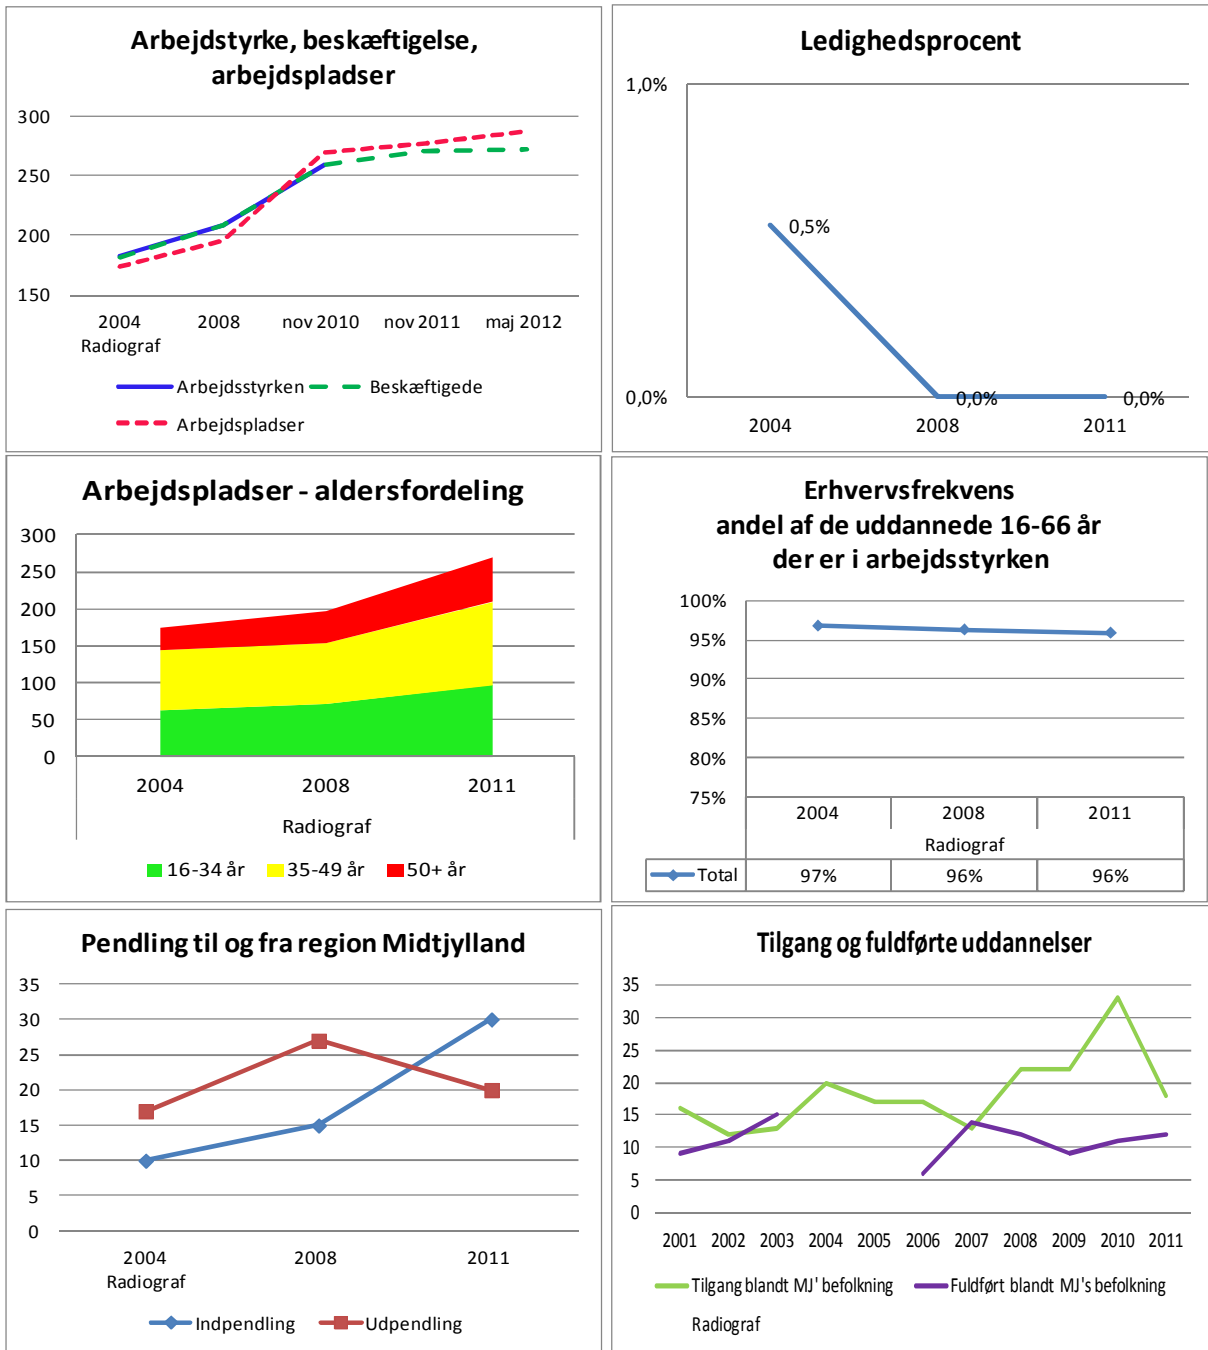 Arbejdstyrke, beskæftigelse,
arbejdspladser
300
250
200
150
2004 2008 nov 2010 nov 2011 maj 2012
Radiograf
Arbejdsstyrken Beskæftigede
Arbejdspladser
Ledighedsprocent
1,0%
0,5%
0,0% 0,0% 0,0%
2004 2008 2011
Arbejdspladser - aldersfordeling
300
250
200
150
100
50
0
2004 2008 2011
Radiograf
16-34 år 35-49 år 50+ år
Erhvervsfrekvens
andel af de uddannede 16-66 år
der er i arbejdsstyrken
100%
95%
90%
85%
80%
75%
2004 2008 2011
Radiograf
Total 97% 96% 96%
Pendling til og fra region Midtjylland
35
30
25
20
15
10
5
0
2004 2008 2011
Radiograf
Indpendling Udpendling
Tilgang og fuldførte uddannelser
35
30
25
20
15
10
5
0
2001 2002 2003 2004 2005 2006 2007 2008 2009 2010 2011
Tilgang blandt MJ' befolkning Fuldført blandt MJ's befolkning
Radiograf